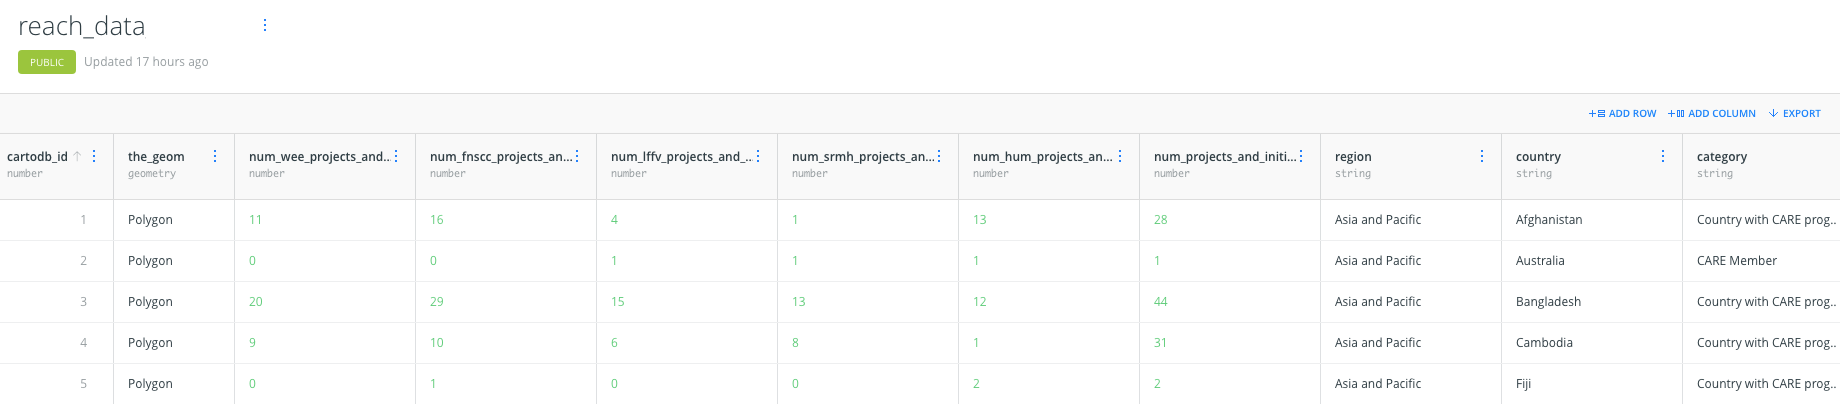 reach_data
PUBLIC Updated 17 hours ago
ADD ROW ADD COLUMN EXPORT
cartodb_id the_geom num_wee_projects_and... num_fnscc_projects_an... num_lffv_projects_and_... num_srmh_projects_an... num_hum_projects_an... num_projects_and_initi... region country category
number geometry number number number number number number string string string
1 Polygon 11 16 4 1 13 28 Asia and Pacific Afghanistan Country with CARE prog..
2 Polygon 0 0 1 1 1 1 Asia and Pacific Australia CARE Member
3 Polygon 20 29 15 13 12 44 Asia and Pacific Bangladesh Country with CARE prog..
4 Polygon 9 10 6 8 1 31 Asia and Pacific Cambodia Country with CARE prog..
5 Polygon 0 1 0 0 2 2 Asia and Pacific Fiji Country with CARE prog..